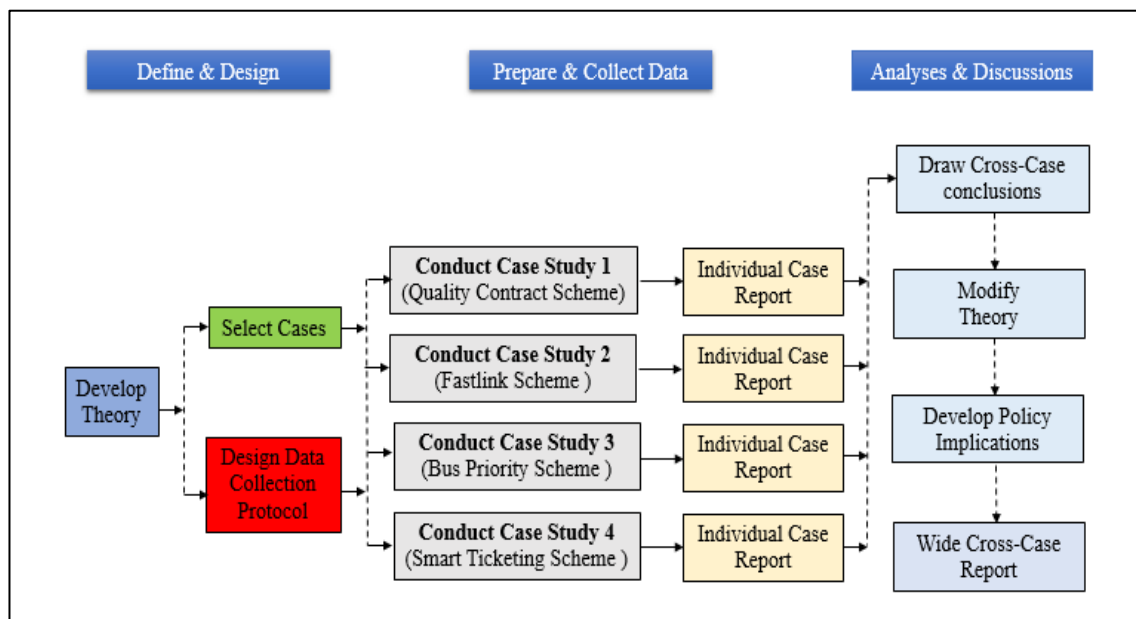 Define & Design
Prepare & Collect Data
Analyses & Discussions
Develop
Theory
Select Cases
Design Data
Collection
Protocol
Conduct Case Study 1
(Quality Contract Scheme)
Conduct Case Study 2
(Fastlink Scheme )
Conduct Case Study 3
(Bus Priority Scheme )
Conduct Case Study 4
(Smart Ticketing Scheme )
Individual Case
Report
Individual Case
Report
Individual Case
Report
Individual Case
Report
Draw Cross-Case
conclusions
Modify
Theory
Develop Policy
Implications
Wide Cross-Case
Report